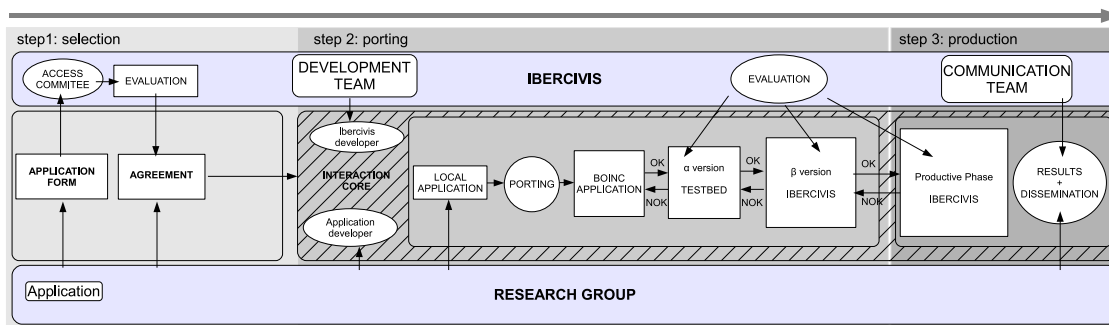 step1: selection
step 2: porting
step 3: production
ACCESS
COMMITEE
EVALUATION
DEVELOPMENT
TEAM
IBERCIVIS
EVALUATION
COMMUNICATION
TEAM
Ibercivis
developer
APPLICATION
FORM
AGREEMENT
INTERACTION
CORE
Application
developer
LOCAL
APPLICATION
PORTING
BOINC
APPLICATION
OK
NOK
α version
TESTBED
OK
NOK
β version
IBERCIVIS
OK
NOK
Productive Phase
IBERCIVIS
RESULTS
+
DISSEMINATION
Application
RESEARCH GROUP